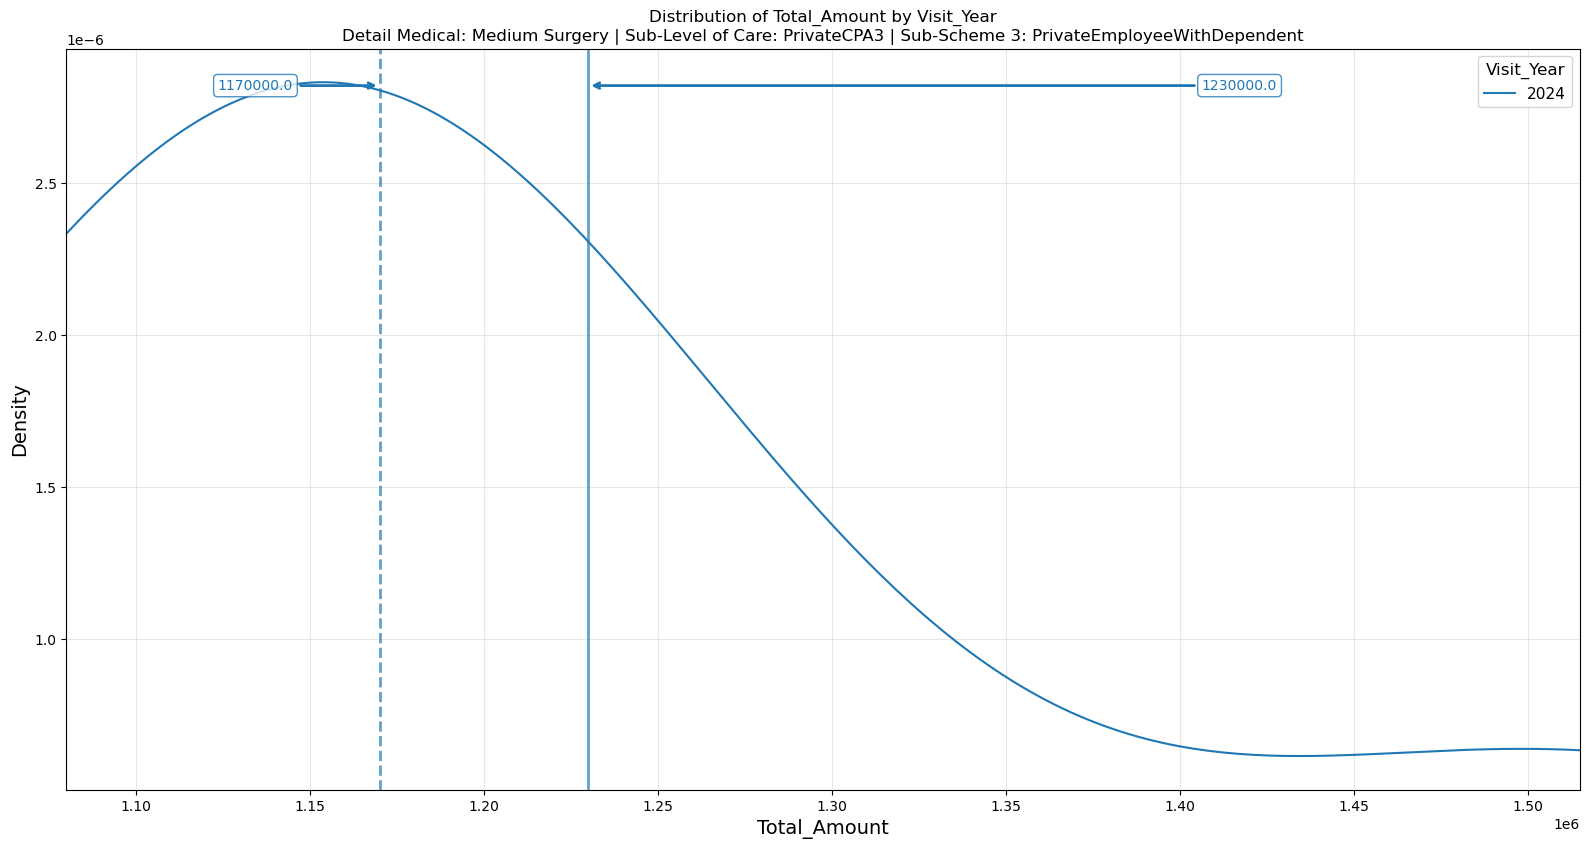 Distribution of Total_Amount by Visit_Year
Detail Medical: Medium Surgery | Sub-Level of Care: PrivateCPA3 | Sub-Scheme 3: PrivateEmployeeWithDependent
1e−6
1170000.0
1230000.0
Visit_Year
2024
2.5
2.0
1.5
1.0
Density
1.10
1.15
1.20
1.25
1.30
1.35
1.40
1.45
1.50
1e6
Total_Amount